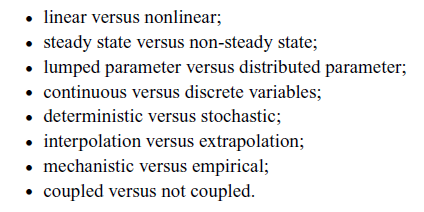 • linear versus nonlinear;
• steady state versus non-steady state;
• lumped parameter versus distributed parameter;
• continuous versus discrete variables;
• deterministic versus stochastic;
• interpolation versus extrapolation;
• mechanistic versus empirical;
• coupled versus not coupled.